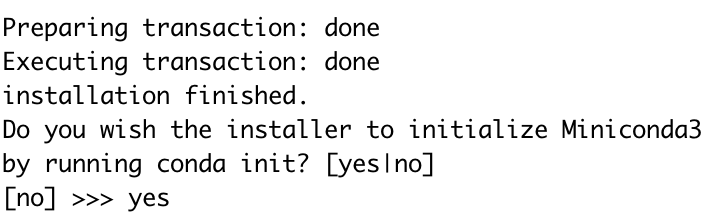 Preparing transaction: done
Executing transaction: done
installation finished.
Do you wish the installer to initialize Miniconda3
by running conda init? [yes|no]
[no] >>> yes